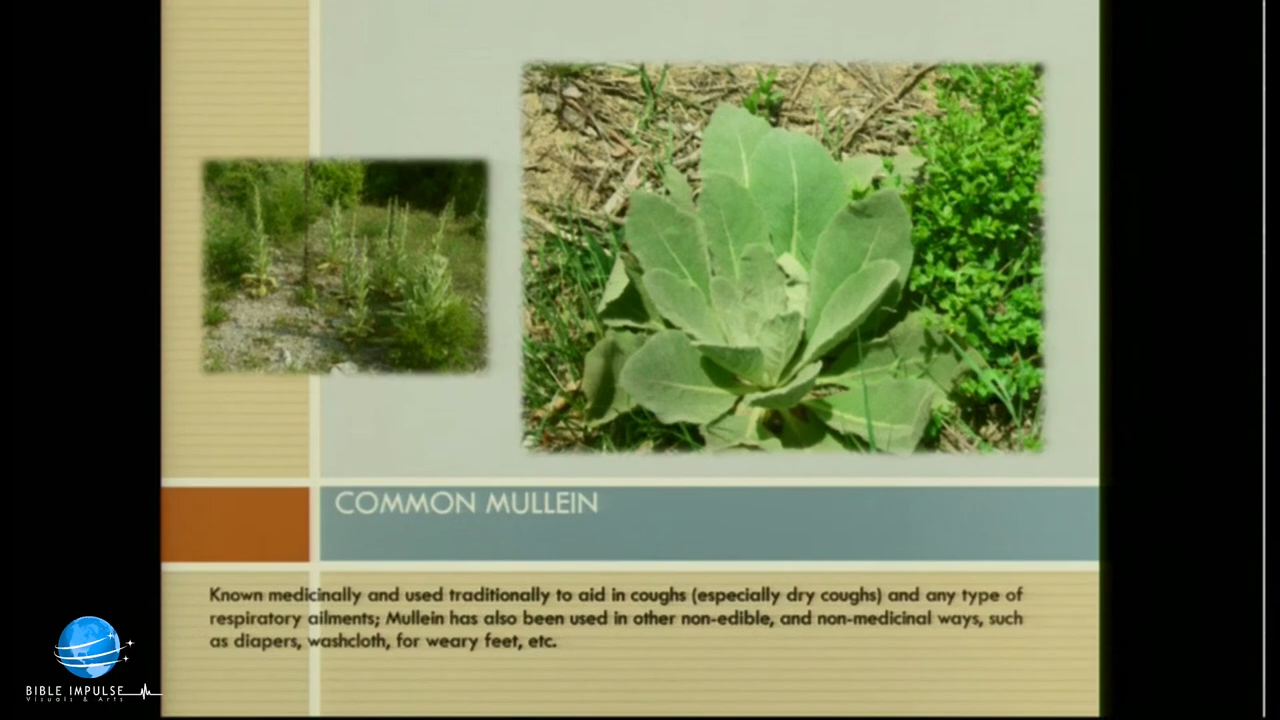 COMMON MULLEIN
Known medicinally and used traditionally to aid in coughs (especially dry coughs) and any type of
respiratory ailments; Mullein has also been used in other non-edible, and non-medicinal ways, such
as diapers, washcloth, for weary feet, etc.
BIBLE IMPULSE
Visuals & Arts